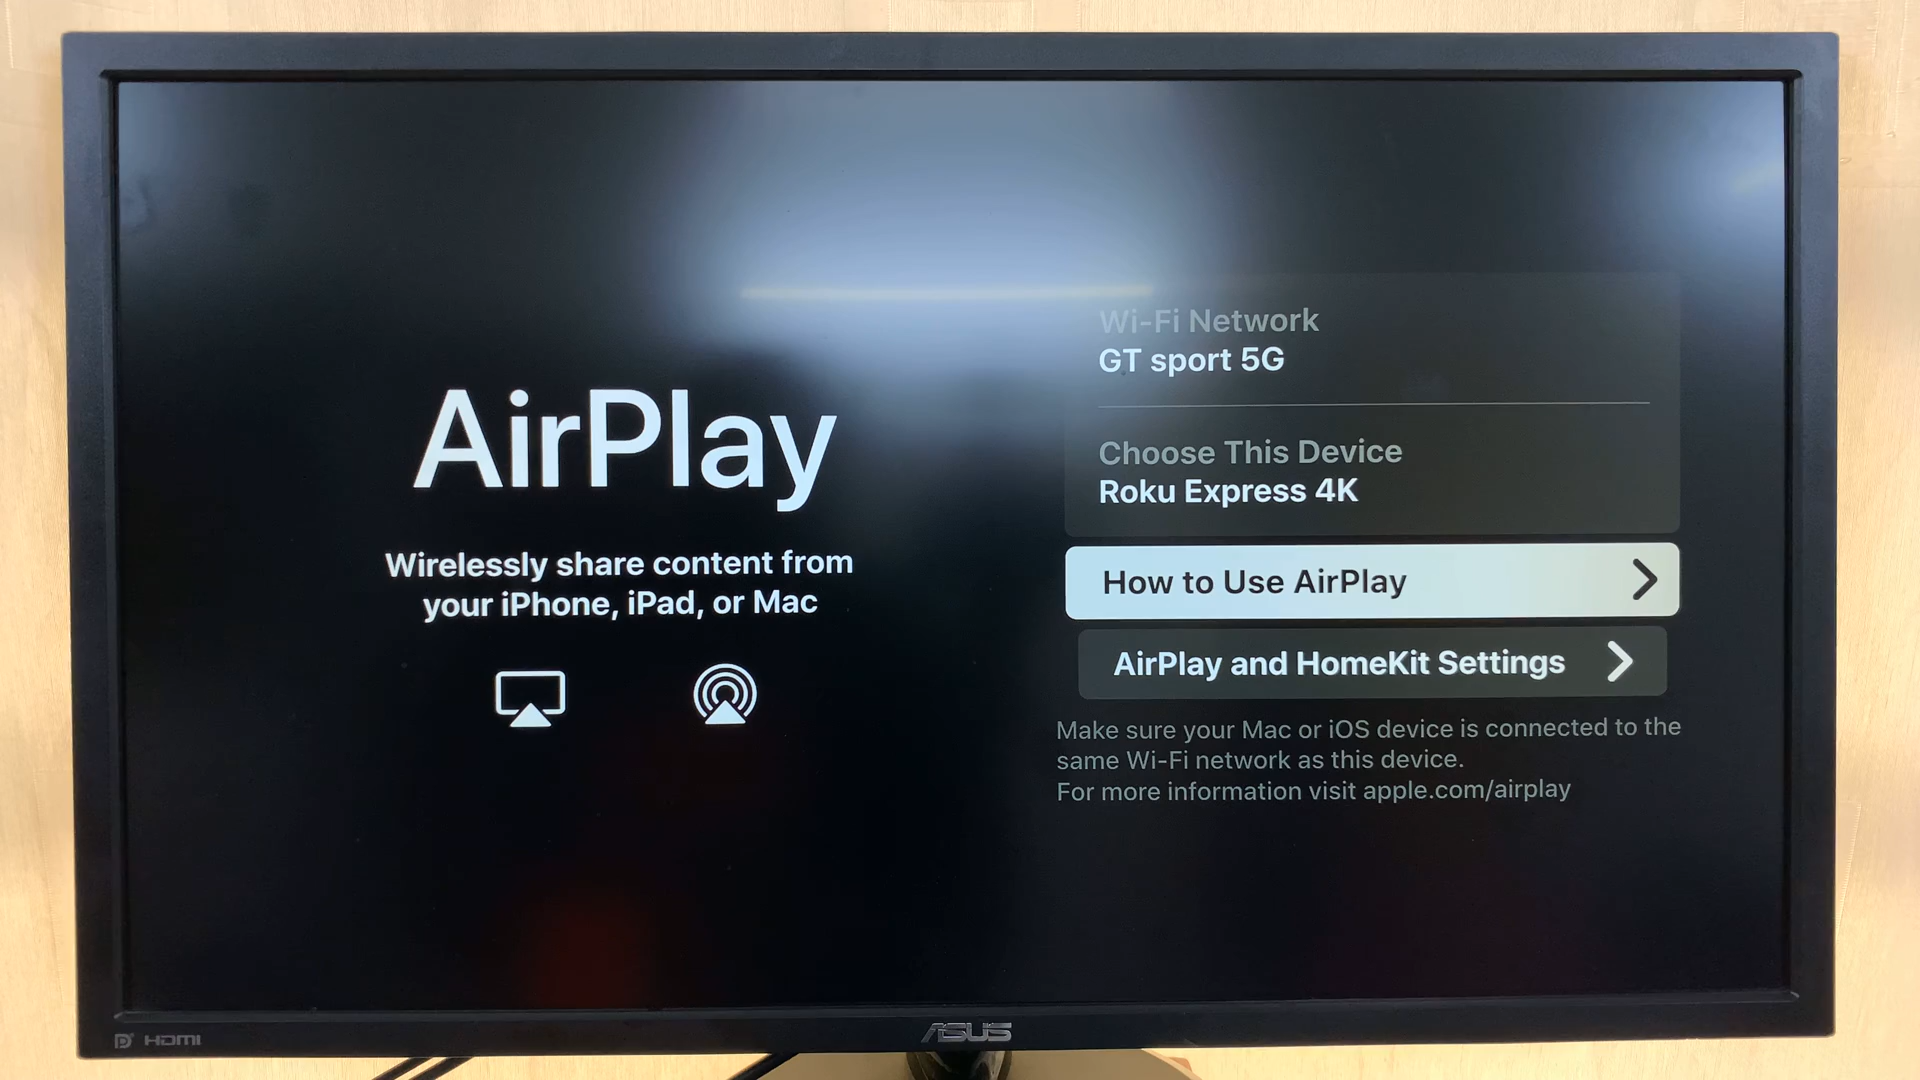 AirPlay
Wirelessly share content from
your iPhone, iPad, or Mac
Wi-Fi Network
GT sport 5G
Choose This Device
Roku Express 4K
How to Use AirPlay
AirPlay and HomeKit Settings
Make sure your Mac or iOS device is connected to the
same Wi-Fi network as this device.
For more information visit apple.com/airplay
HDMI
ASUS